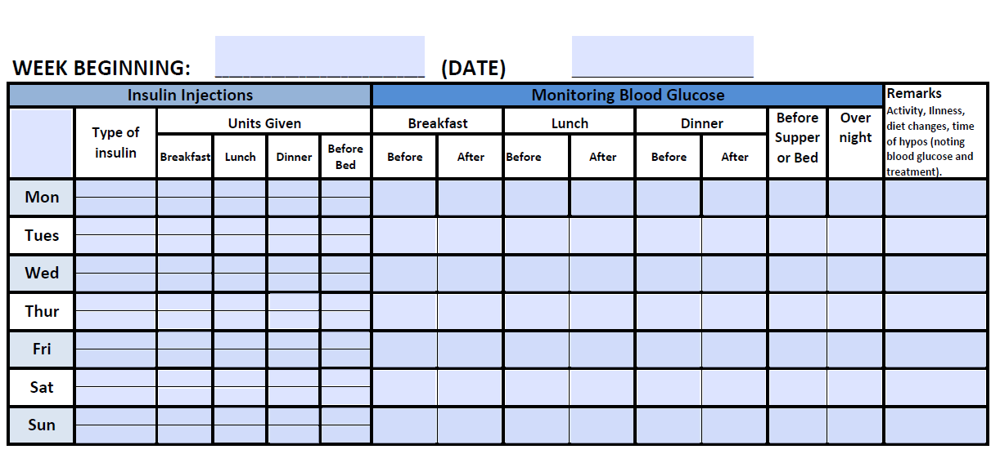 WEEK BEGINNING: (DATE)
Insulin Injections Monitoring Blood Glucose Remarks
Activity, Ilnness,
diet changes, time
of hypos (noting
blood glucose and
treatment).
Type of
insulin
Units Given Breakfast Lunch Dinner
Before
Supper
or Bed
Over
night
Breakfast Lunch Dinner
Before
Bed
Before After Before After Before After
Mon
Tues
Wed
Thur
Fri
Sat
Sun